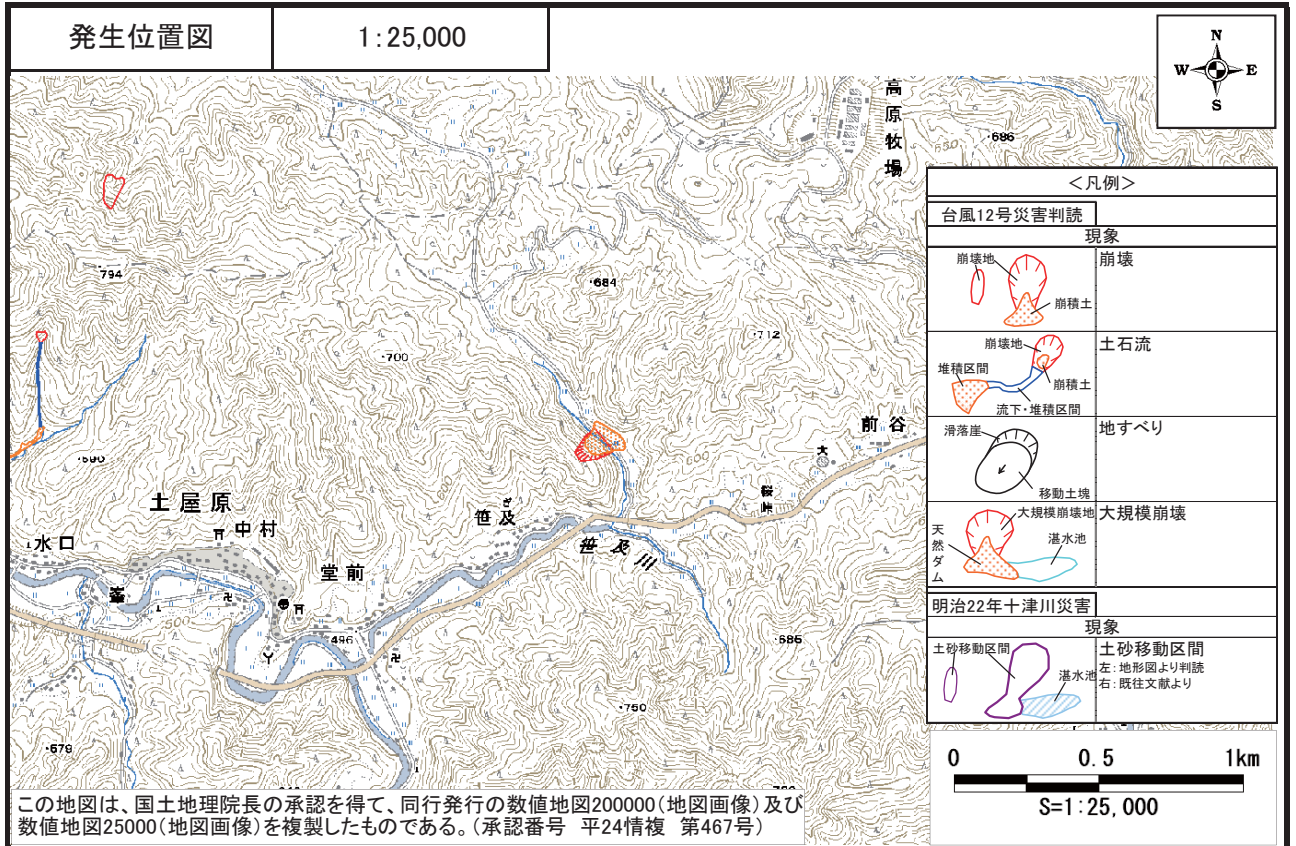 発生位置図
1:25,000
N
W E
S
高原牧場
600
700
650
・686
・794
・684
・712
・700
前谷
桜峠
・590
土屋原
中村
水口
笹及
ぎ
笹及川
堂前
峯
500
・496
・686
・750
・579
<凡例>
台風12号災害判読
現象
崩壊地
崩積土
崩壊
崩壊地
堆積区間
崩積土
流下・堆積区間
土石流
滑落崖
移動土塊
地すべり
大規模崩壊地
天然ダム
湛水池
大規模崩壊
明治22年十津川災害
現象
土砂移動区間
湛水池
土砂移動区間
左:地形図より判読
右:既往文献より
0 0.5 1km
S=1:25,000
この地図は、国土地理院長の承認を得て、同行発行の数値地図200000(地図画像)及び
数値地図25000(地図画像)を複製したものである。(承認番号 平24情複 第467号)